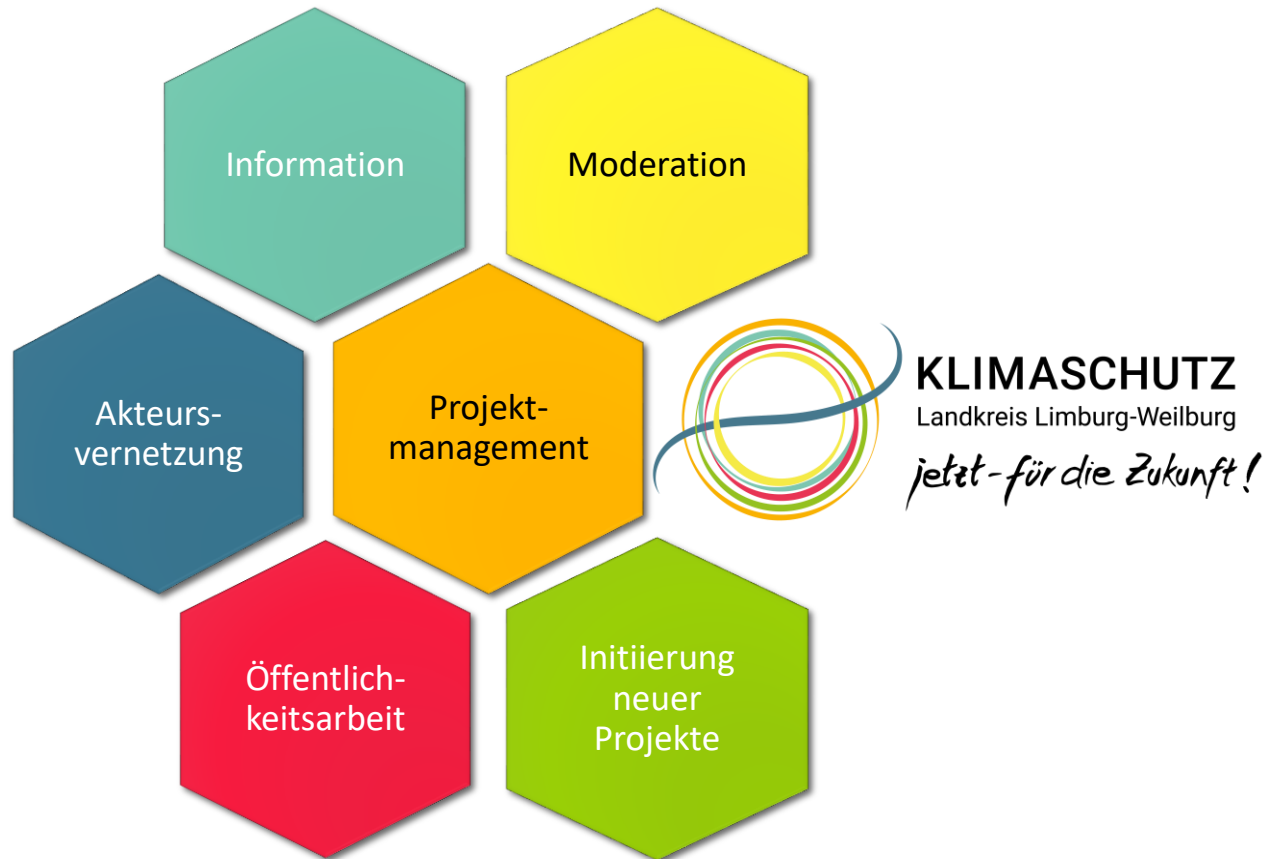 Information
Moderation
Akteurs-
vernetzung
Projekt-
management
KLIMASCHUTZ
Landkreis Limburg-Weilburg
jetzt - für die Zukunft!
Öffentlich-
keitsarbeit
Initiierung
neuer
Projekte